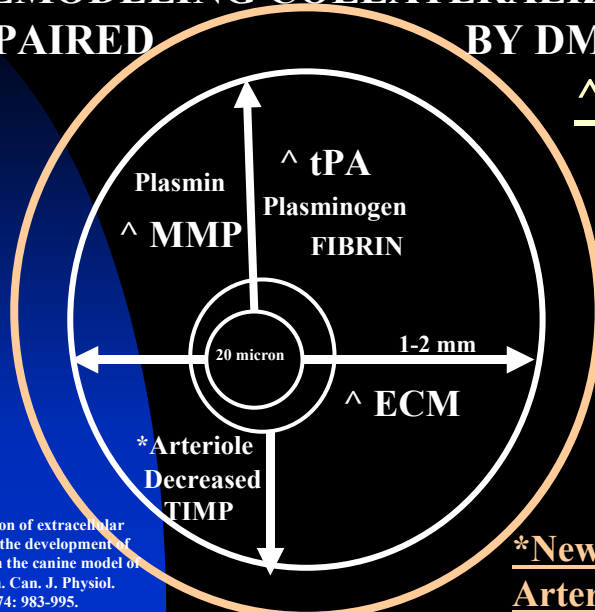 PAIRED BY DM
^
^ tPA
Plasmin
Plasminogen
^ MMP
FIBRIN
20 micron
1-2 mm
^ ECM
*Arteriole
Decreased
TIMP
of extracellular
the development of
the canine model of
Can. J. Physiol.
74: 983-995.
*New
Arter